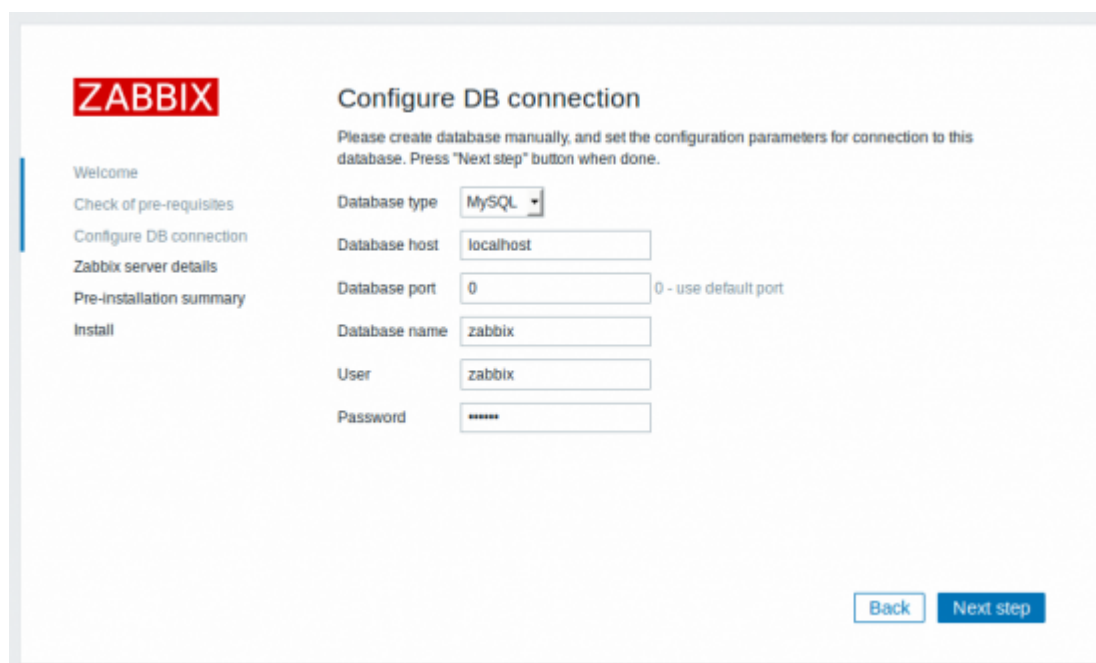 ZABBIX
Welcome
Check of pre-requisites
Configure DB connection
Zabbix server details
Pre-installation summary
Install
Configure DB connection
Please create database manually, and set the configuration parameters for connection to this
database. Press "Next step" button when done.
Database type MySQL
Database host localhost
Database port 0 0 - use default port
Database name zabbix
User zabbix
Password ••••••
Back Next step